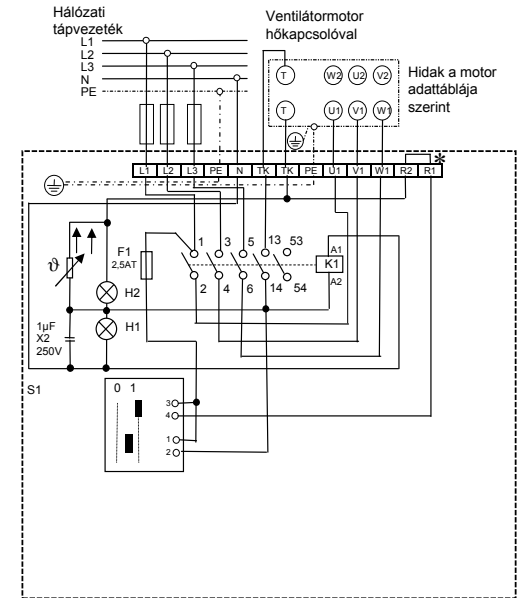 Hálózati
tápvezeték
L1
L2
L3
N
PE
Ventilátormotor
hőkapcsolóval
T W2 U2 V2
T U1 V1 W1
Hidak a motor
adattáblája
szerint
L1 L2 L3 PE N TK TK PE U1 V1 W1 R2 R1 *
ϑ
F1
2,5AT
1 3 5 13 53
2 4 6 14 54
A1
K1
A2
H2
H1
1µF
X2
250V
S1
0 1
3
4
1
2